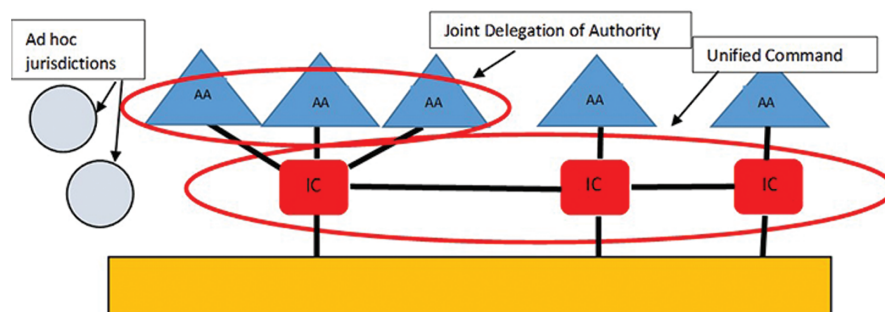 Ad hoc
jurisdictions
Joint Delegation of Authority
Unified Command
AA
AA
AA
AA
AA
IC
IC
IC